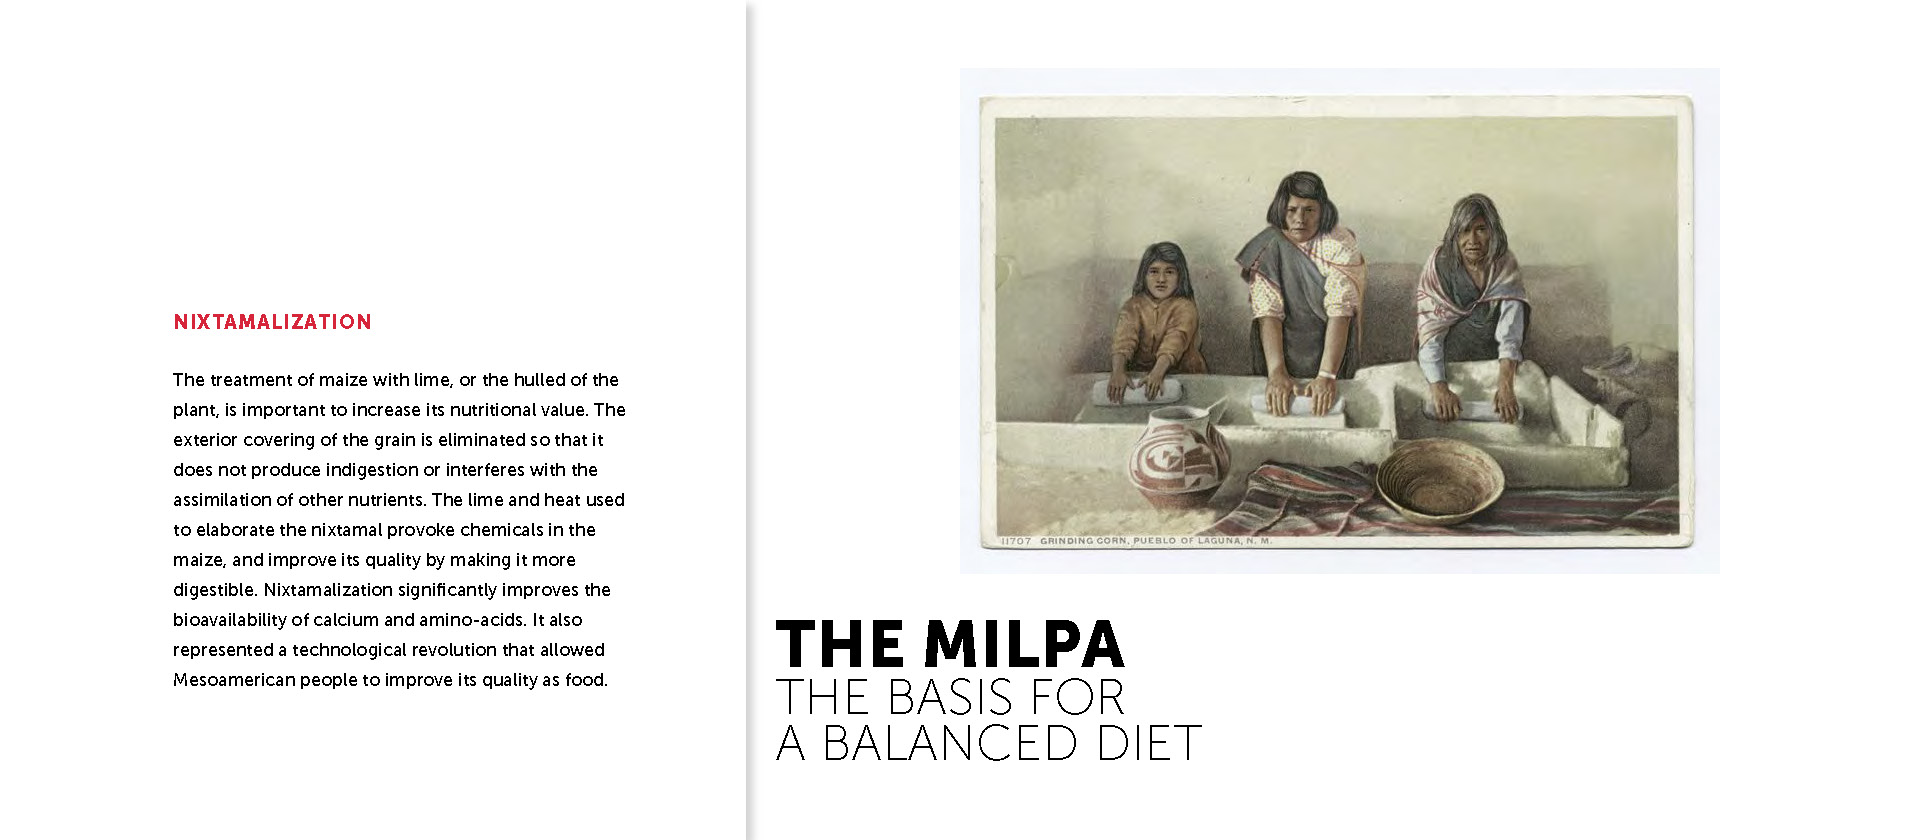 NIXTAMALIZATION
The treatment of maize with lime, or the hulled of the
plant, is important to increase its nutritional value. The
exterior covering of the grain is eliminated so that it
does not produce indigestion or interferes with the
assimilation of other nutrients. The lime and heat used
to elaborate the nixtamal provoke chemicals in the
maize, and improve its quality by making it more
digestible. Nixtamalization significantly improves the
bioavailability of calcium and amino-acids. It also
represented a technological revolution that allowed
Mesoamerican people to improve its quality as food.
11707 GRINDING CORN, PUEBLO OF LAGUNA, N. M.
THE MILPA
THE BASIS FOR
A BALANCED DIET